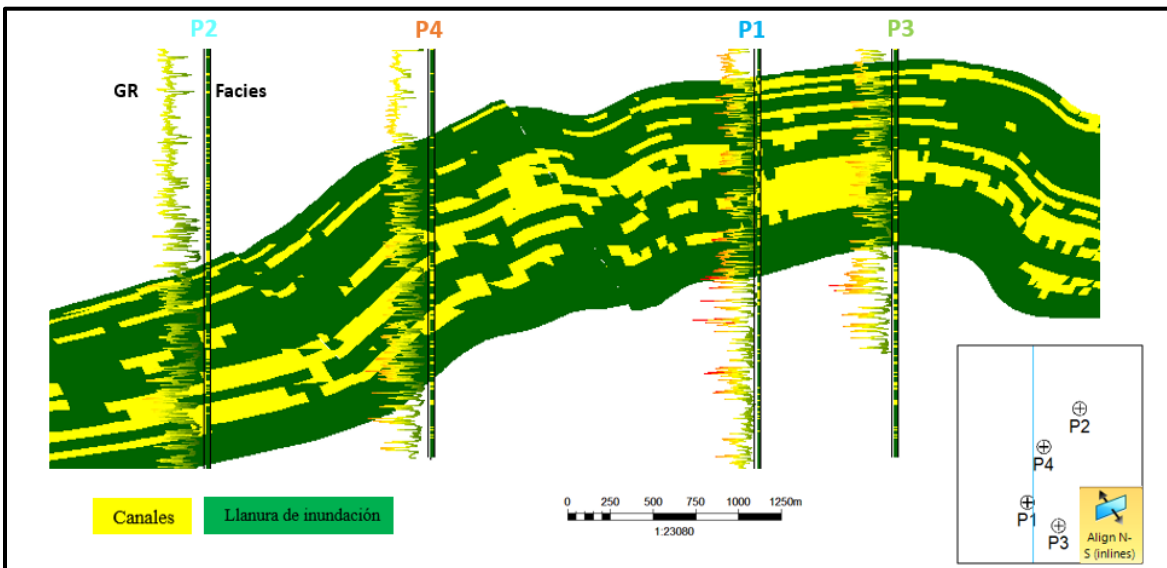 P2 P4 P1 P3
GR Facies
Canales Llanura de inundación
0 250 500 750 1000 1250m
1:23080
P2
P4
P1
P3
Align N-
S (inlines)